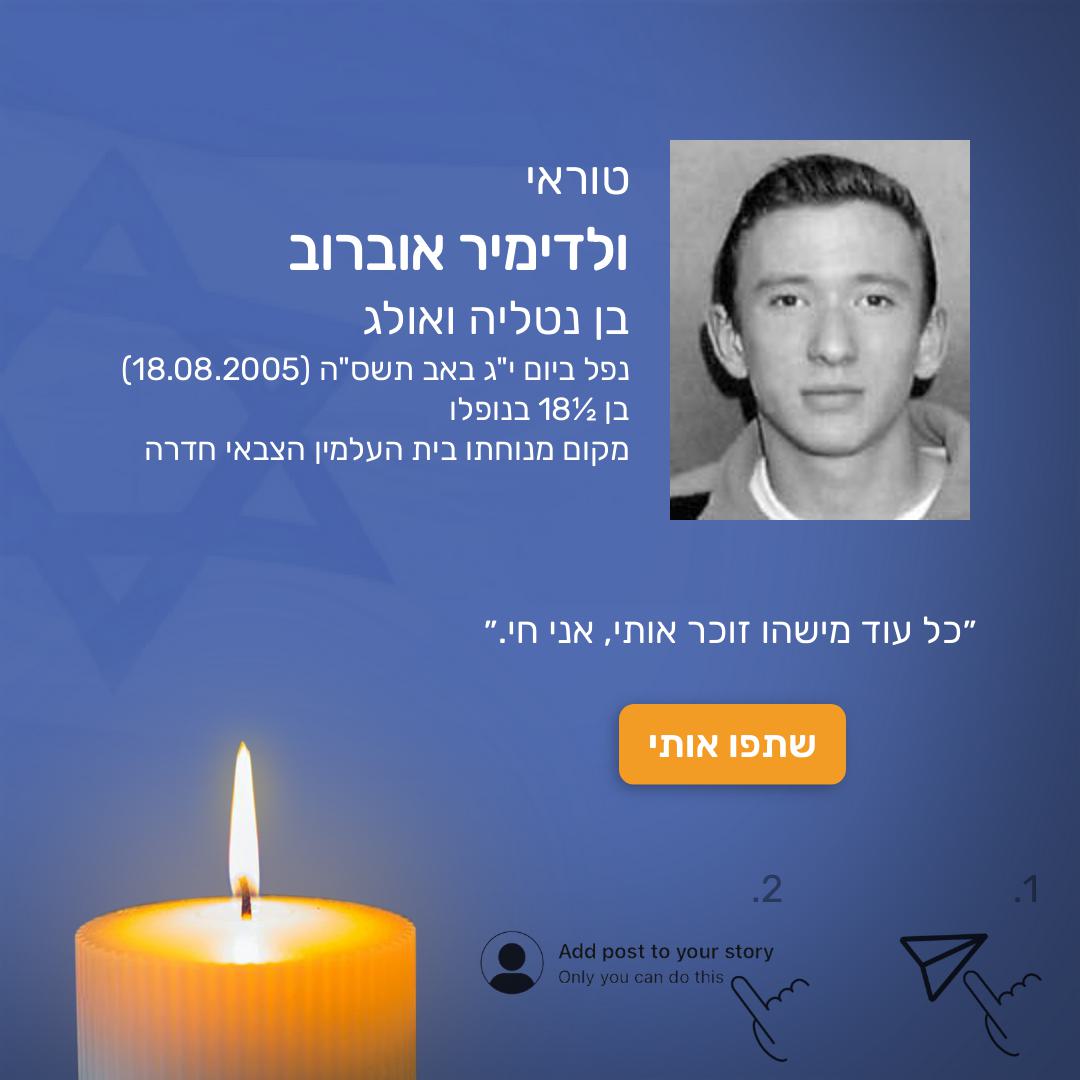 טוראי
ולדימיר אוברוב
בן נטליה ואולג
נפל ביום י"ג באב תשס"ה (18.08.2005)
בן 18½ בנופלו
מקום מנוחתו בית העלמין הצבאי חדרה
״כל עוד מישהו זוכר אותי, אני חי.״
שתפו אותי
.1
.2
Add post to your story
Only you can do this